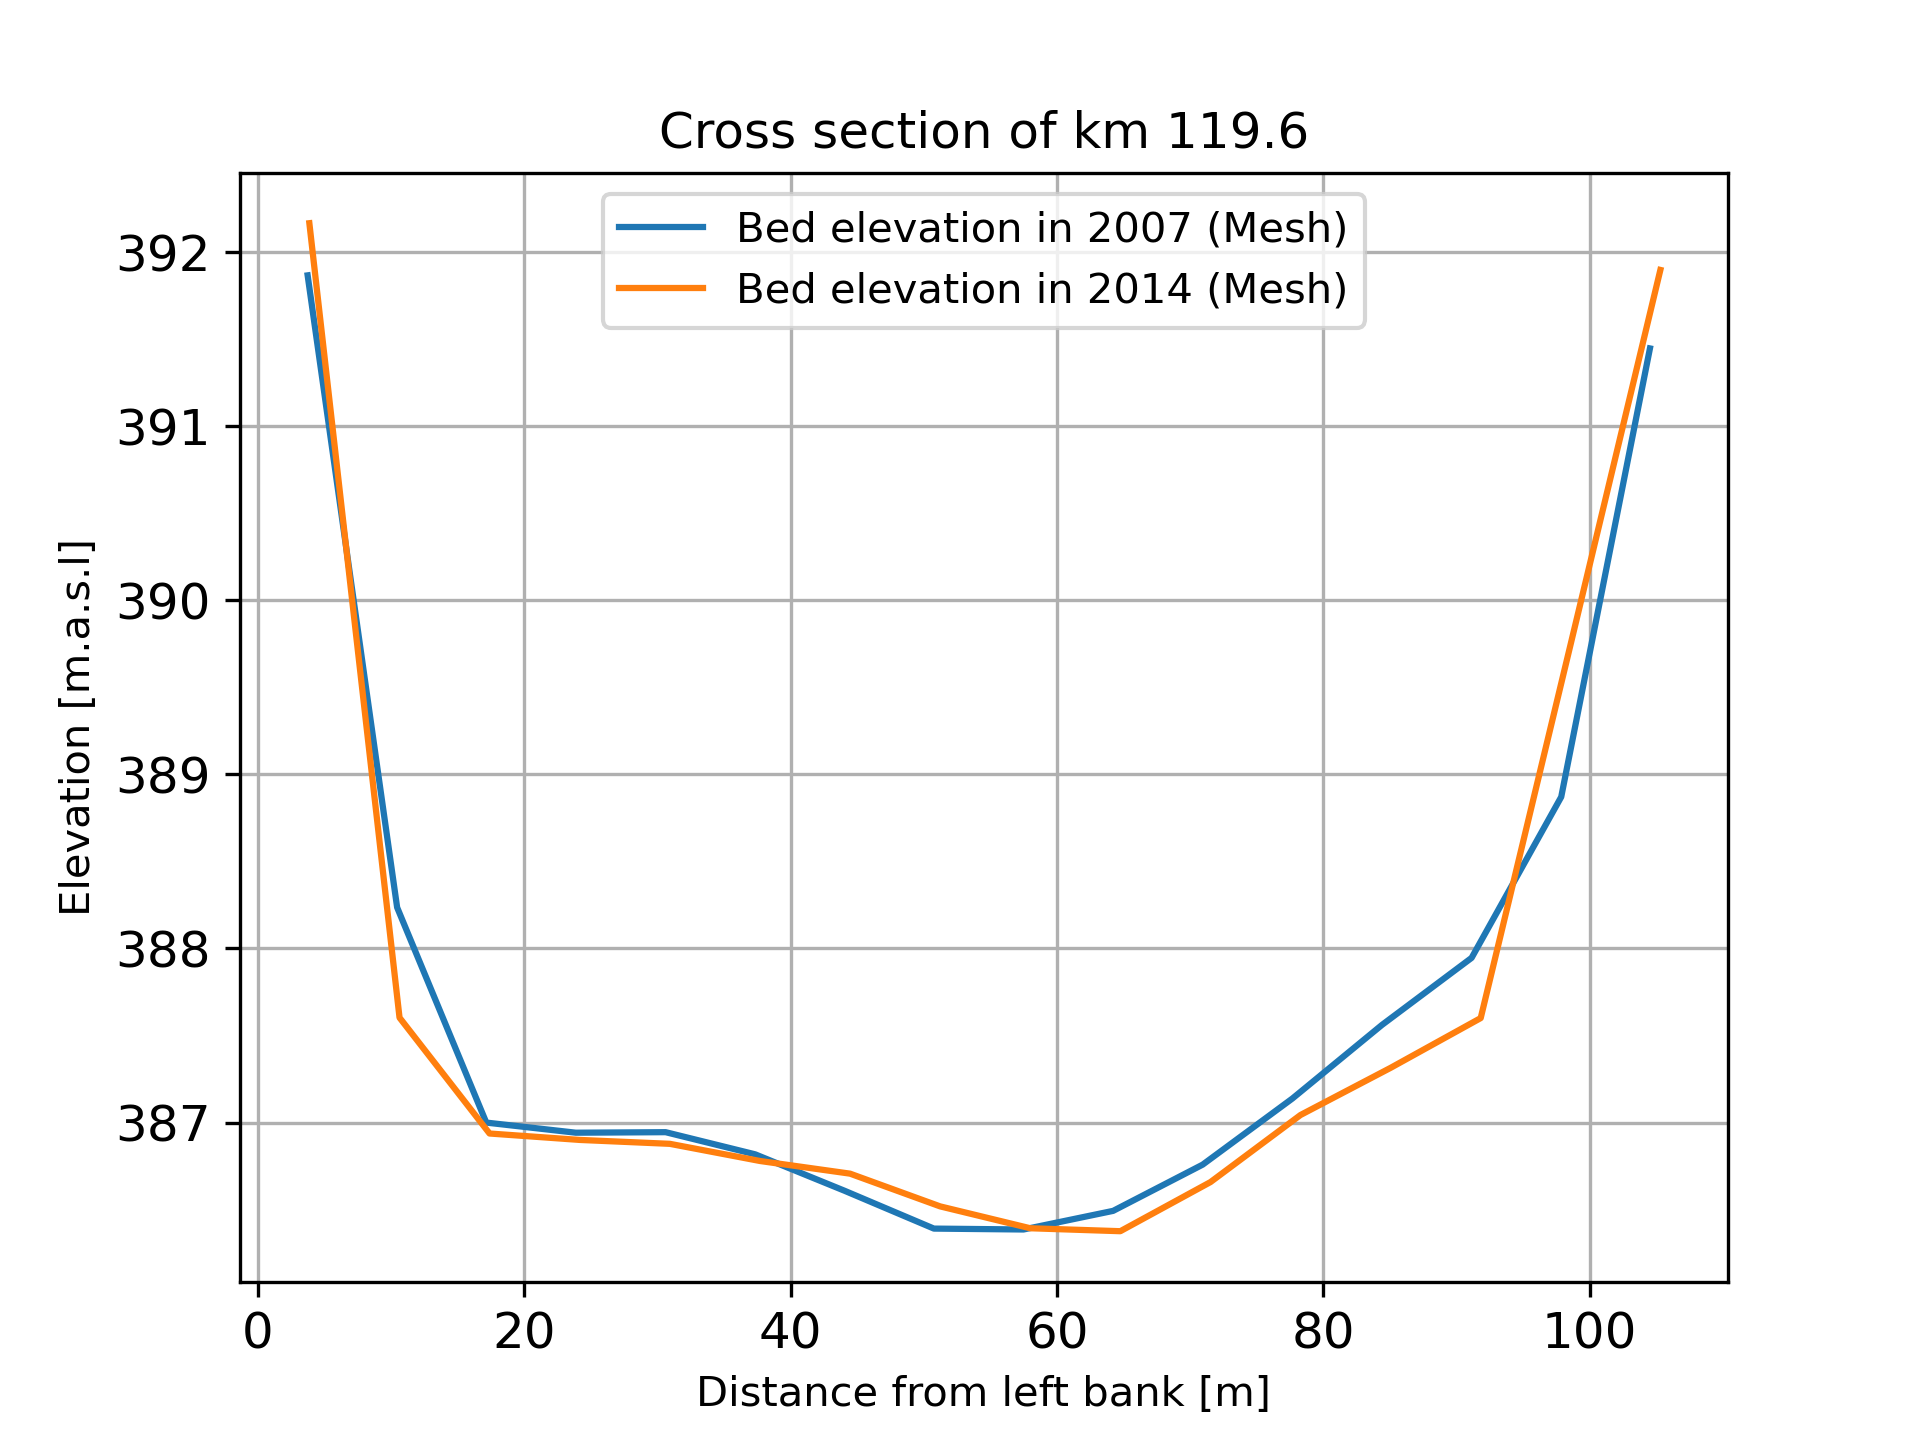 Cross section of km 119.6
Bed elevation in 2007 (Mesh)
Bed elevation in 2014 (Mesh)
392
391
390
389
388
387
Elevation [m.a.s.l]
0 20 40 60 80 100
Distance from left bank [m]